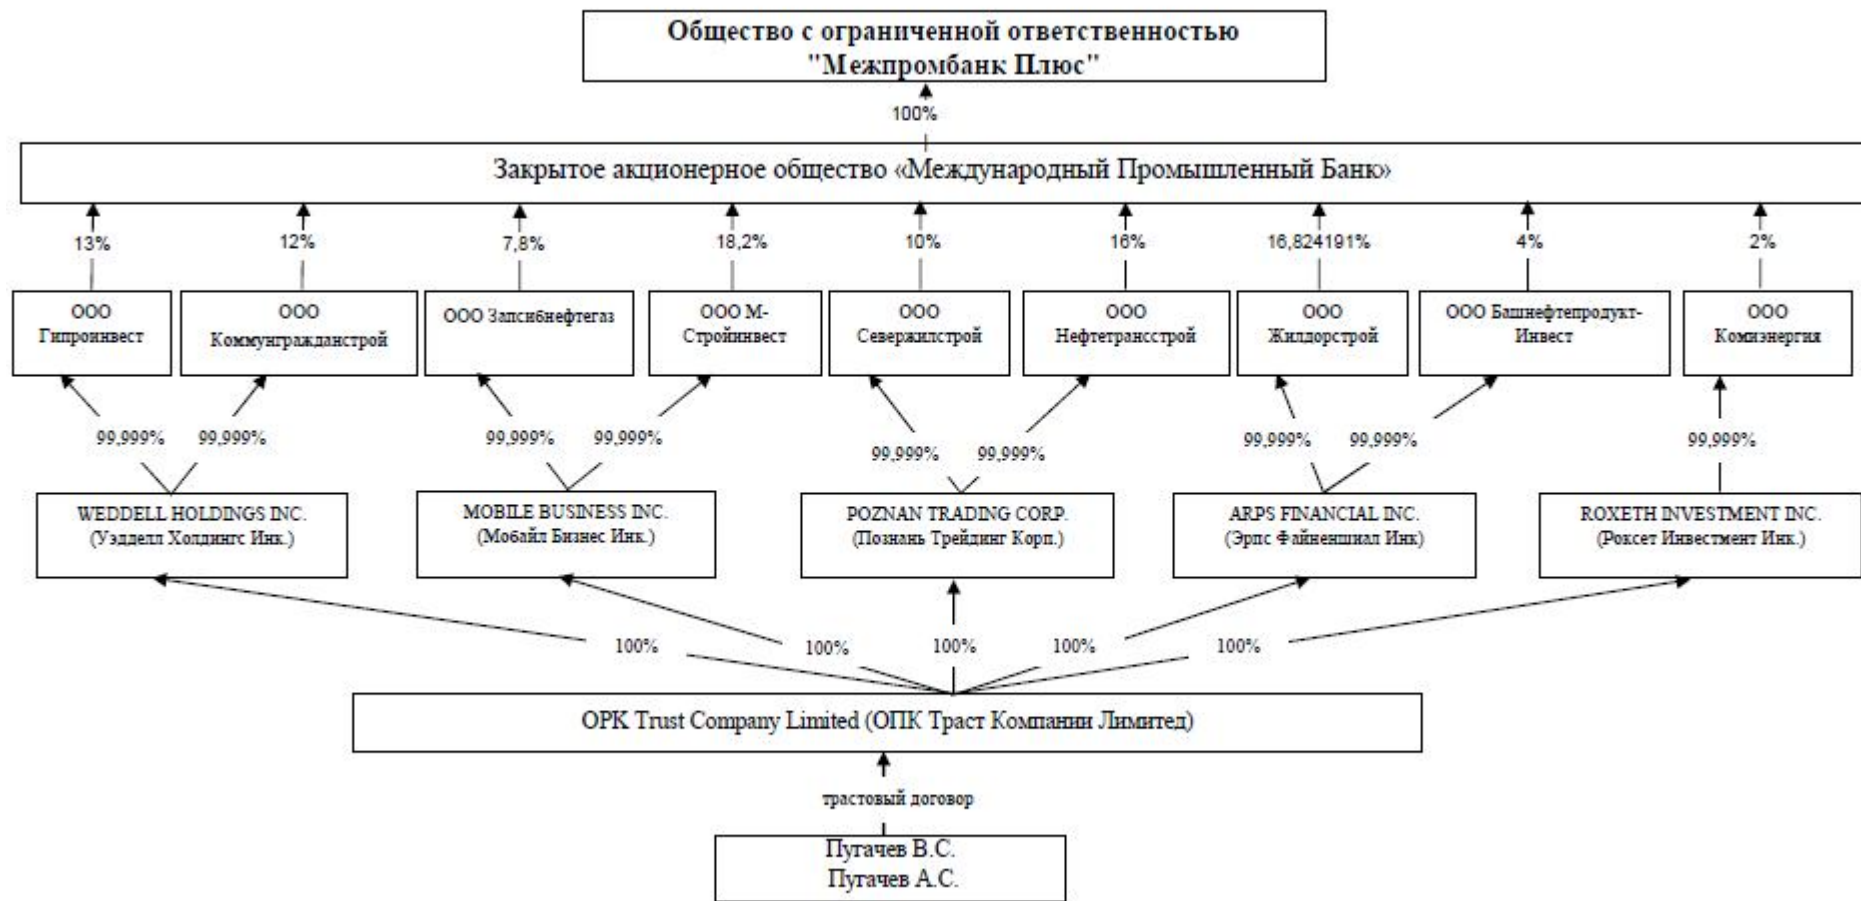 Общество с ограниченной ответственностью
"Межпромбанк Плюс"
100%
Закрытое акционерное общество «Международный Промышленный Банк»
13%
12%
7,8%
18,2%
10%
16%
16,824191%
4%
2%
ООО
Гипроинвест
ООО
Коммунгражданстрой
ООО Запсибнефтегаз
ООО М-
Стройинвест
ООО
Севержилстрой
ООО
Нефтетрансстрой
ООО
Жилдорстрой
ООО Башнефтепродукт-
Инвест
ООО
Комиэнергия
99,999%
99,999%
99,999%
99,999%
99,999%
99,999%
99,999%
99,999%
99,999%
WEDDELL HOLDINGS INC.
(Уэдделл Холдингс Инк.)
MOBILE BUSINESS INC.
(Мобайл Бизнес Инк.)
POZNAN TRADING CORP.
(Познань Трейдинг Корп.)
ARPS FINANCIAL INC.
(Эрпс Файненшиал Инк)
ROXETH INVESTMENT INC.
(Роксет Инвестмент Инк.)
100%
100%
100%
100%
100%
OPK Trust Company Limited (ОПК Траст Компании Лимитед)
трастовый договор
Пугачев В.С.
Пугачев А.С.